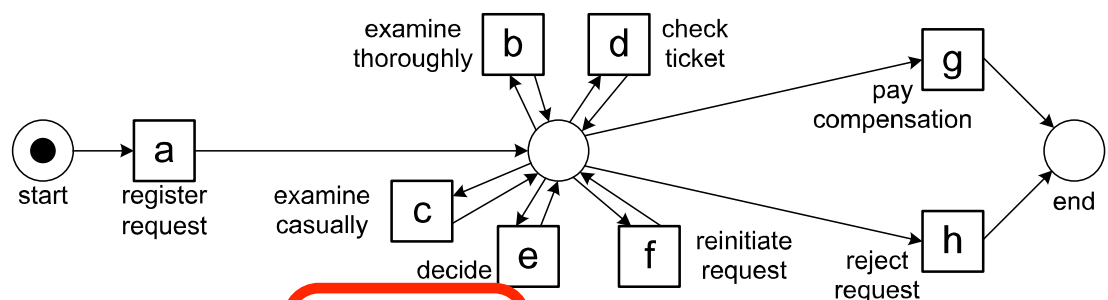 examine
thoroughly
b
d
check
ticket
g
pay
compensation
start
a
register
request
examine
casually
c
decide
e
f
reinitiate
request
h
reject
request
end